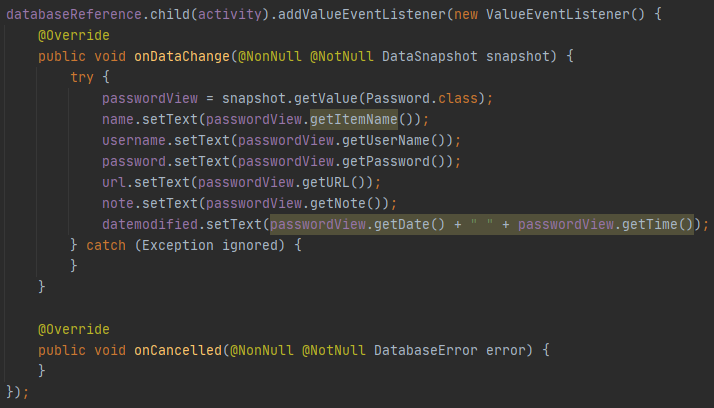 databaseReference.child(activity).addValueEventListener(new ValueEventListener() {
    @Override
    public void onDataChange(@NonNull @NotNull DataSnapshot snapshot) {
        try {
            passwordView = snapshot.getValue(Password.class);
            name.setText(passwordView.getItemName());
            username.setText(passwordView.getUserName());
            password.setText(passwordView.getPassword());
            url.setText(passwordView.getURL());
            note.setText(passwordView.getNote());
            datemodified.setText(passwordView.getDate() + " " + passwordView.getTime());
        } catch (Exception ignored) {
        }
    }

    @Override
    public void onCancelled(@NonNull @NotNull DatabaseError error) {
    }
});